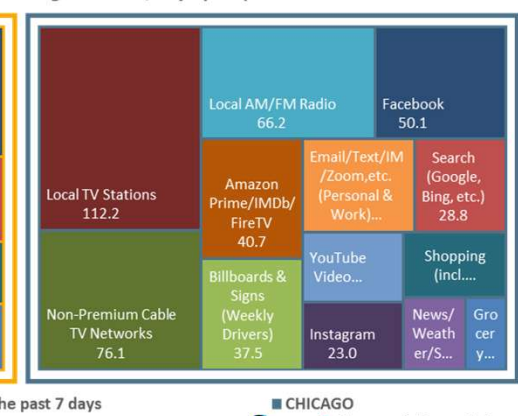 Local TV Stations
112.2
Non-Premium Cable
TV Networks
76.1
Local AM/FM Radio
66.2
Facebook
50.1
Amazon
Prime/IMDb/
FireTV
40.7
Billboards &
Signs
(Weekly
Drivers)
37.5
Email/Text/IM
/Zoom,etc.
(Personal &
Work)...
Search
(Google,
Bing, etc.)
28.8
YouTube
Video...
Shopping
(incl....
Instagram
23.0
News/
Weath
er/S...
Gro
cer
y...
he past 7 days
CHICAGO